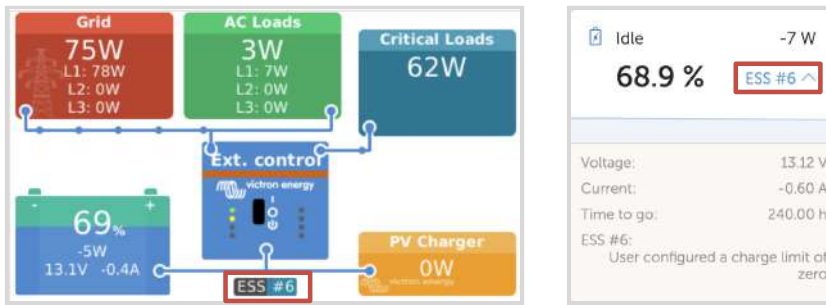 Grid
75W
L1: 78W
L2: 0W
L3: 0W
AC Loads
3W
L1: 7W
L2: 0W
L3: 0W
Critical Loads
62W
Ext. control
victron energy
- +
69%
-5W
13.1V -0.4A
ESS #6
PV Charger
0W
victron energy
Idle -7 W
68.9 % ESS #6
Voltage: 13.12 V
Current: -0.60 A
Time to go: 240.00 h
ESS #6:
User configured a charge limit of
zero